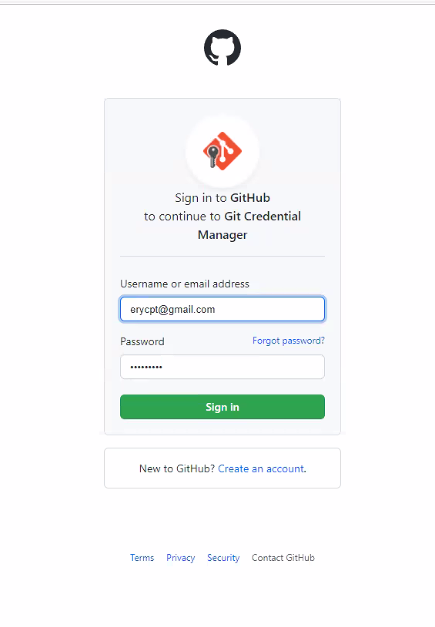 Sign in to GitHub
to continue to Git Credential
Manager
Username or email address
erycpt@gmail.com
Password Forgot password?
•••••••••
Sign in
New to GitHub? Create an account.
Terms Privacy Security Contact GitHub